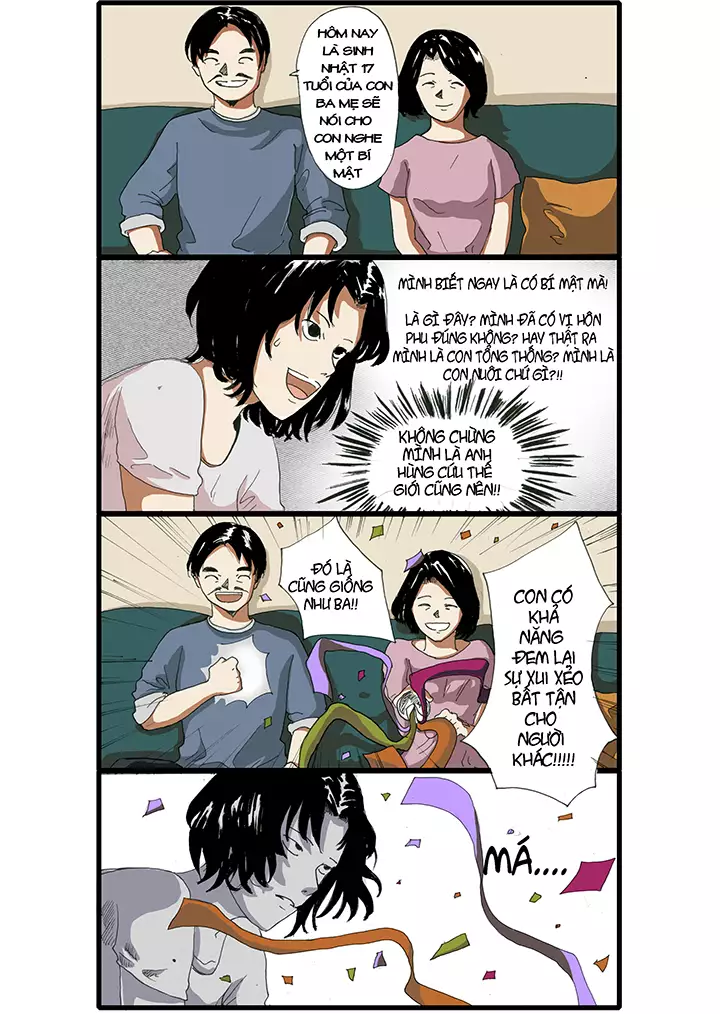 HÔM NAY
LÀ SINH
NHẬT 17
TUỔI CỦA CON
BA MẸ SẼ
NÓI CHO
CON NGHE
MỘT BÍ
MẬT
MÌNH BIẾT NGAY LÀ CÓ BÍ MẬT MÀ!
LÀ GÌ ĐÂY? MÌNH ĐÃ CÓ VỊ HÔN
PHU ĐÚNG KHÔNG? HAY THẬT RA
MÌNH LÀ CON TỔNG THỐNG? MÌNH LÀ
CON NUÔI CHỨ GÌ?!!
KHÔNG CHỪNG
MÌNH LÀ ANH
HÙNG CỨU THẾ
GIỚI CŨNG NÊN!!
ĐÓ LÀ
CŨNG GIỐNG
NHƯ BA!!
CON CÓ
KHẢ
NĂNG
ĐEM LẠI
SỰ XUI XẺO
BẤT TẬN
CHO
NGƯỜI
KHÁC!!!!!
MÁ....